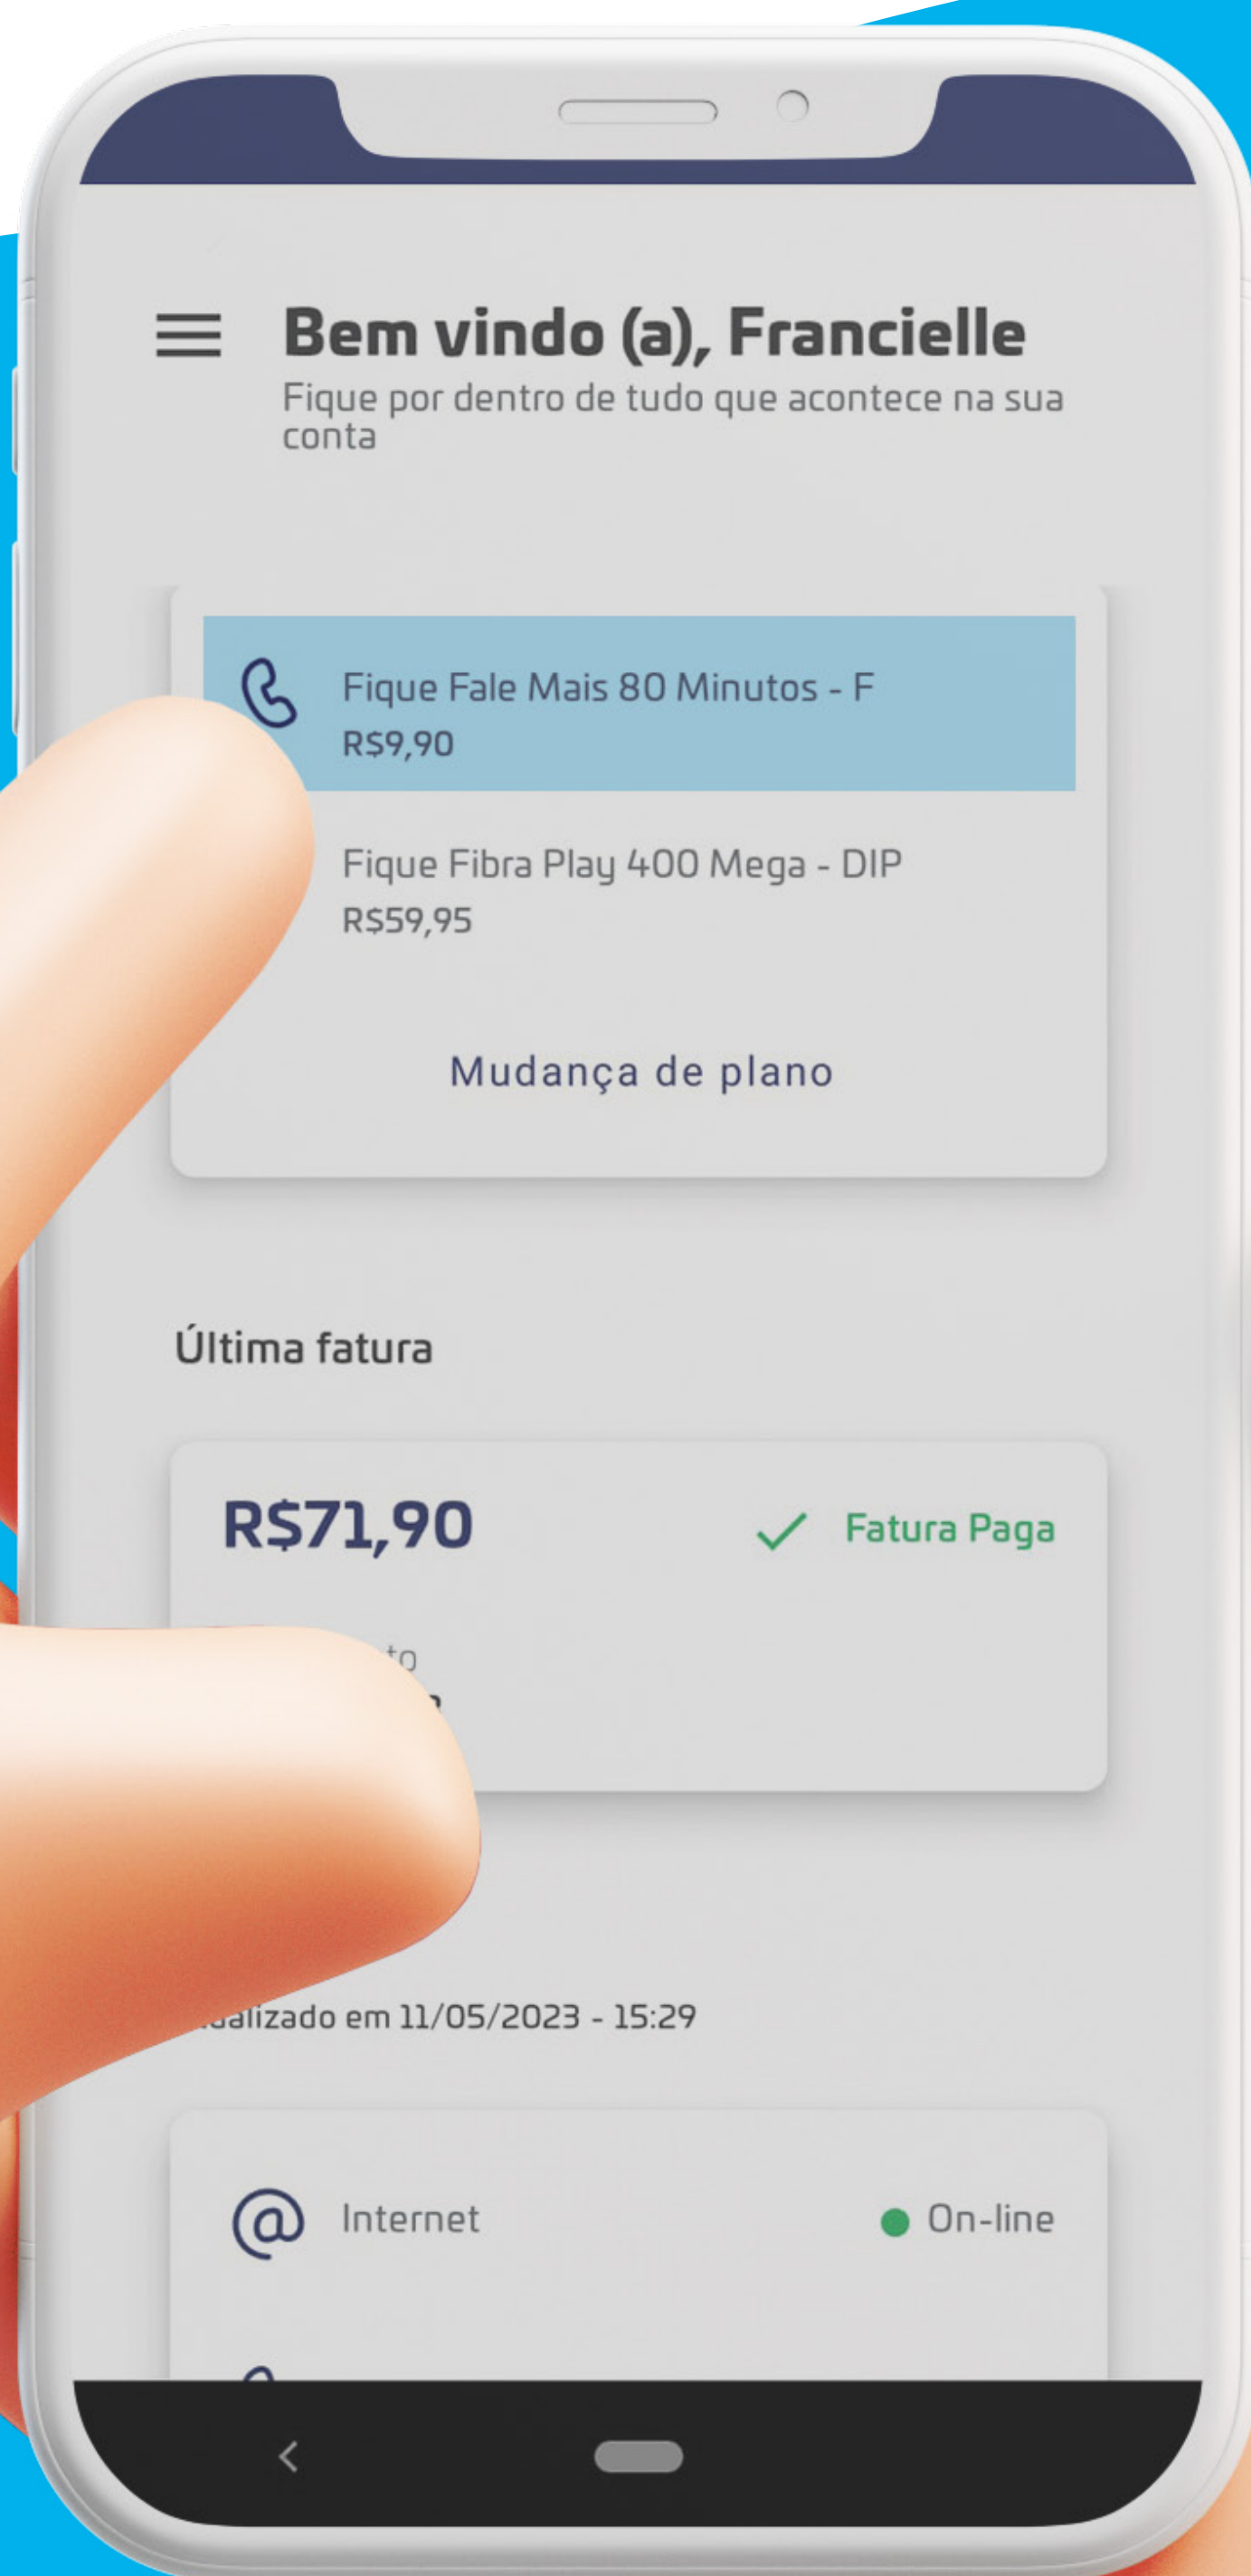 Bem vindo (a), Francielle
Fique por dentro de tudo que acontece na sua
conta
Fique Fale Mais 80 Minutos - F
R$9,90
Fique Fibra Play 400 Mega - DIP
R$59,95
Mudança de plano
Última fatura
R$71,90
Fatura Paga
em 11/05/2023 - 15:29
Internet
On-line